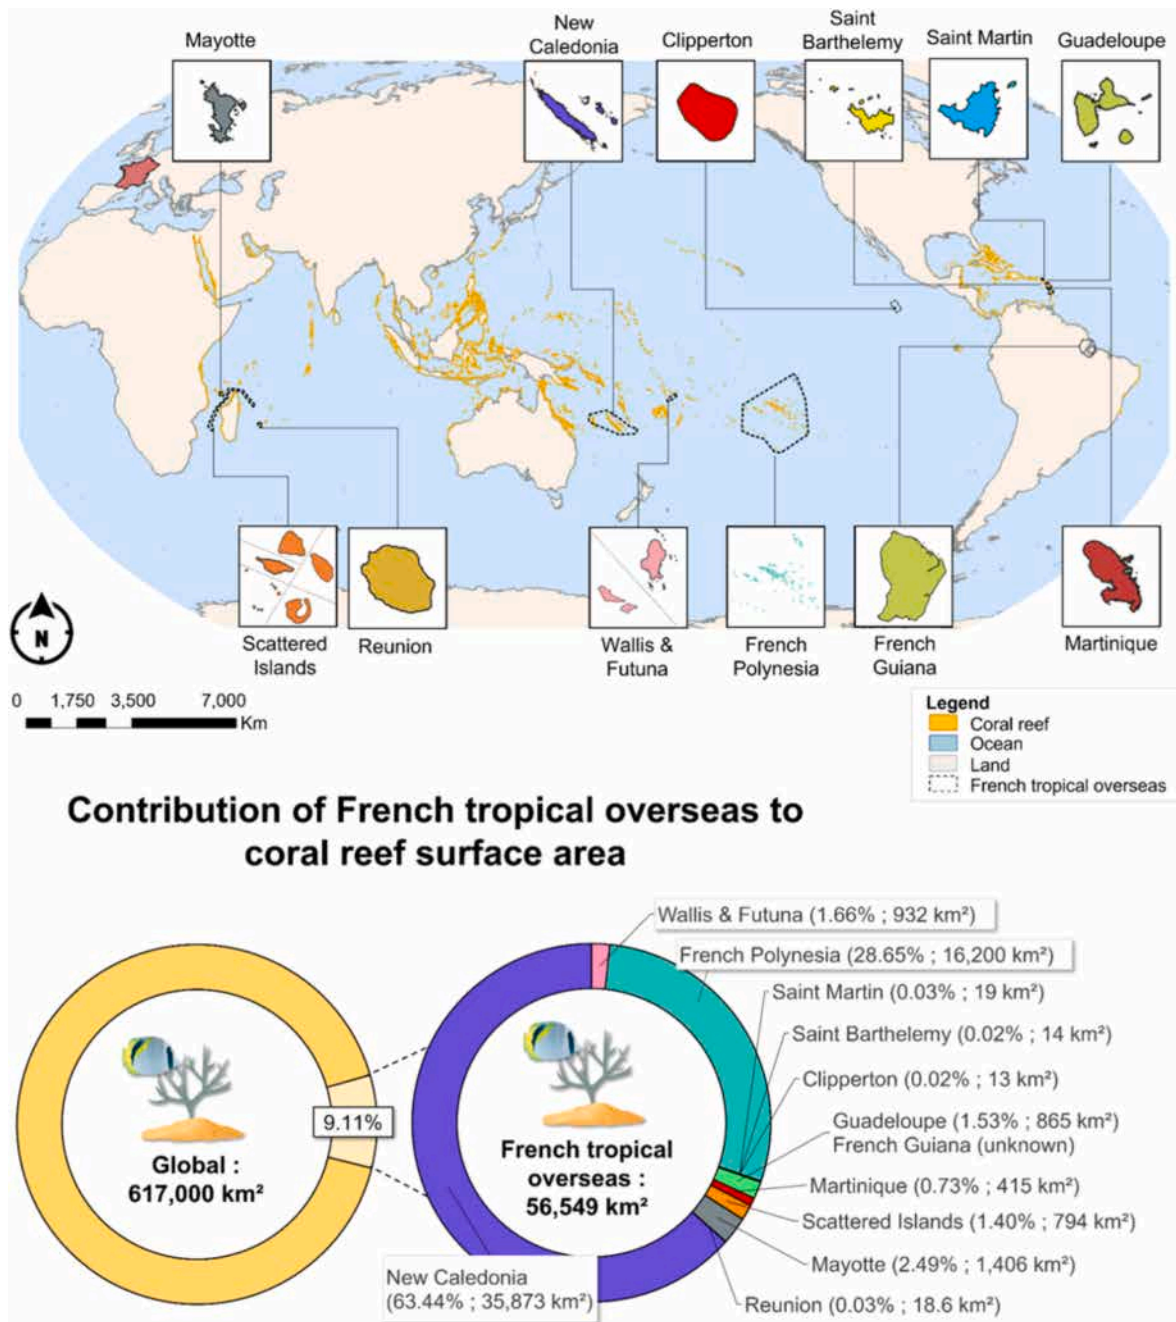 Mayotte
New
Caledonia
Clipperton
Saint
Barthelemy
Saint Martin
Guadeloupe
Scattered
Islands
Reunion
Wallis &
Futuna
French
Polynesia
French
Guiana
Martinique
N
0 1,750 3,500 7,000
Km
Legend
Coral reef
Ocean
Land
French tropical overseas
Contribution of French tropical overseas to
coral reef surface area
Wallis & Futuna (1.66% ; 932 km²)
French Polynesia (28.65% ; 16,200 km²)
Saint Martin (0.03% ; 19 km²)
Saint Barthelemy (0.02% ; 14 km²)
Clipperton (0.02% ; 13 km²)
Guadeloupe (1.53% ; 865 km²)
French Guiana (unknown)
Martinique (0.73% ; 415 km²)
Scattered Islands (1.40% ; 794 km²)
Mayotte (2.49% ; 1,406 km²)
Reunion (0.03% ; 18.6 km²)
New Caledonia
(63.44% ; 35,873 km²)
9.11%
Global :
617,000 km²
French tropical
overseas :
56,549 km²